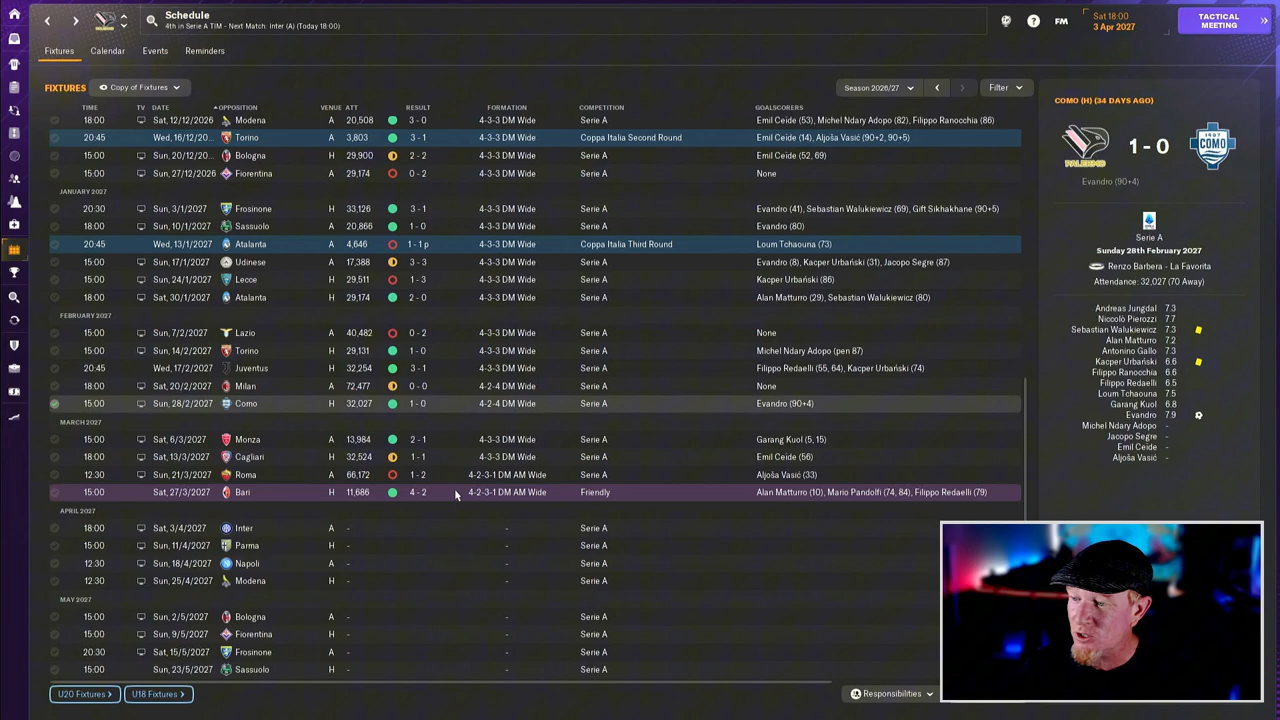 Schedule
4th in Serie A TIM - Next Match: Inter (A) (Today 18:00)
FM
Sat 18:00
3 Apr 2027
TACTICAL
MEETING
Fixtures Calendar Events Reminders
FIXTURES Copy of Fixtures Season 2026/27 Filter
TIME TV DATE OPPOSITION VENUE ATT RESULT FORMATION COMPETITION GOALSCORERS
18:00 Sat, 12/12/2026 Modena A 20,508 3 - 0 4-3-3 DM Wide Serie A Emil Ceide (53), Michel Ndary Adopo (82), Filippo Ranocchia (86)
20:45 Wed, 16/12/20... Torino A 3,803 3 - 1 4-3-3 DM Wide Coppa Italia Second Round Emil Ceide (14), Aljoša Vasić (90+2, 90+5)
15:00 Sun, 20/12/20... Bologna H 29,900 2 - 2 4-3-3 DM Wide Serie A Emil Ceide (52, 69)
15:00 Sun, 27/12/2026 Fiorentina A 29,174 0 - 2 4-3-3 DM Wide Serie A None
JANUARY 2027
20:30 Sun, 3/1/2027 Frosinone H 33,126 3 - 1 4-3-3 DM Wide Serie A Evandro (41), Sebastian Walukiewicz (69), Gift Sikhakhane (90+5)
15:00 Sun, 10/1/2027 Sassuolo A 20,866 1 - 0 4-3-3 DM Wide Serie A Evandro (80)
20:45 Wed, 13/1/2027 Atalanta A 4,646 1 - 1 p 4-3-3 DM Wide Coppa Italia Third Round Loum Tchaouna (73)
15:00 Sun, 17/1/2027 Udinese A 17,388 3 - 3 4-3-3 DM Wide Serie A Evandro (8), Kacper Urbański (31), Jacopo Segre (87)
15:00 Sun, 24/1/2027 Lecce H 29,511 1 - 3 4-3-3 DM Wide Serie A Kacper Urbański (86)
18:00 Sat, 30/1/2027 Atalanta H 29,174 2 - 0 4-3-3 DM Wide Serie A Alan Matturro (29), Sebastian Walukiewicz (80)
FEBRUARY 2027
15:00 Sun, 7/2/2027 Lazio A 40,482 0 - 2 4-3-3 DM Wide Serie A None
15:00 Sun, 14/2/2027 Torino H 29,131 1 - 0 4-3-3 DM Wide Serie A Michel Ndary Adopo (pen 87)
20:45 Wed, 17/2/2027 Juventus H 32,254 3 - 1 4-3-3 DM Wide Serie A Filippo Redaelli (55, 64), Kacper Urbański (74)
18:00 Sat, 20/2/2027 Milan A 72,477 0 - 0 4-2-4 DM Wide Serie A None
15:00 Sun, 28/2/2027 Como H 32,027 1 - 0 4-2-4 DM Wide Serie A Evandro (90+4)
MARCH 2027
15:00 Sat, 6/3/2027 Monza A 13,984 2 - 1 4-3-3 DM Wide Serie A Garang Kuol (5, 15)
18:00 Sat, 13/3/2027 Cagliari H 32,524 1 - 1 4-3-3 DM Wide Serie A Emil Ceide (56)
12:30 Sun, 21/3/2027 Roma A 66,172 1 - 2 4-2-3-1 DM AM Wide Serie A Aljoša Vasić (33)
15:00 Sat, 27/3/2027 Bari H 11,686 4 - 2 4-2-3-1 DM AM Wide Friendly Alan Matturro (10), Mario Pandolfi (74, 84), Filippo Redaelli (79)
APRIL 2027
18:00 Sat, 3/4/2027 Inter A - - Serie A
15:00 Sun, 11/4/2027 Parma H - - Serie A
12:30 Sun, 18/4/2027 Napoli A - - Serie A
12:30 Sun, 25/4/2027 Modena H - - Serie A
MAY 2027
15:00 Sun, 2/5/2027 Bologna A - - Serie A
15:00 Sun, 9/5/2027 Fiorentina H - - Serie A
20:30 Sat, 15/5/2027 Frosinone A - - Serie A
15:00 Sun, 23/5/2027 Sassuolo H - - Serie A
U20 Fixtures U18 Fixtures Responsibilities
COMO (H) (34 DAYS AGO)
PALERMO 1 - 0 1907 COMO
Evandro (90+4)
Serie A
Sunday 28th February 2027
Renzo Barbera - La Favorita
Attendance: 32,027 (70 Away)
Andreas Jungdal 7.3
Niccolò Pierozzi 7.7
Sebastian Walukiewicz 7.3
Alan Matturro 7.2
Antonino Gallo 7.3
Kacper Urbański 6.6
Filippo Ranocchia 6.6
Filippo Redaelli 6.5
Loum Tchaouna 7.5
Garang Kuol 6.8
Evandro 7.9
Michel Ndary Adopo -
Jacopo Segre -
Emil Ceide -
Aljoša Vasić -